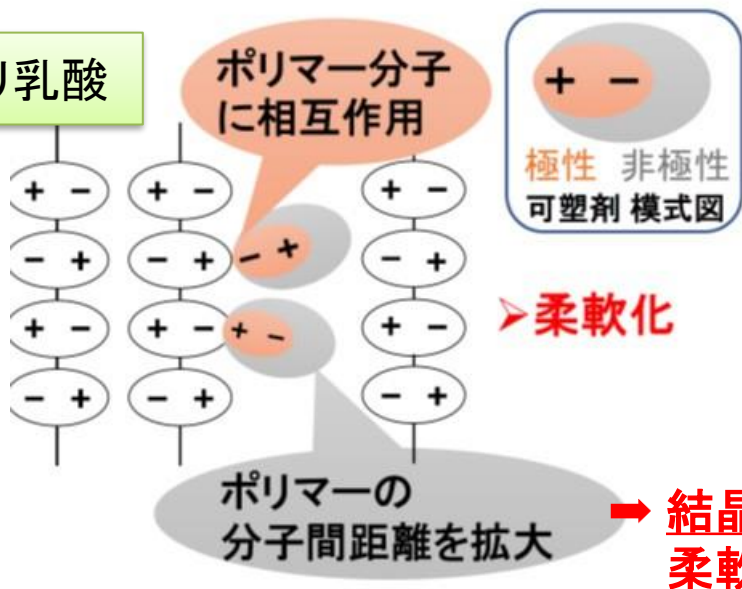 リ乳酸
ポリマー分子
に相互作用
+ −
極性 非極性
可塑剤 模式図
+ − + − + −
− + − + − + − +
+ − + − + − + −
− + − + − +
➢柔軟化
ポリマーの
分子間距離を拡大
➡ 結晶
柔軟